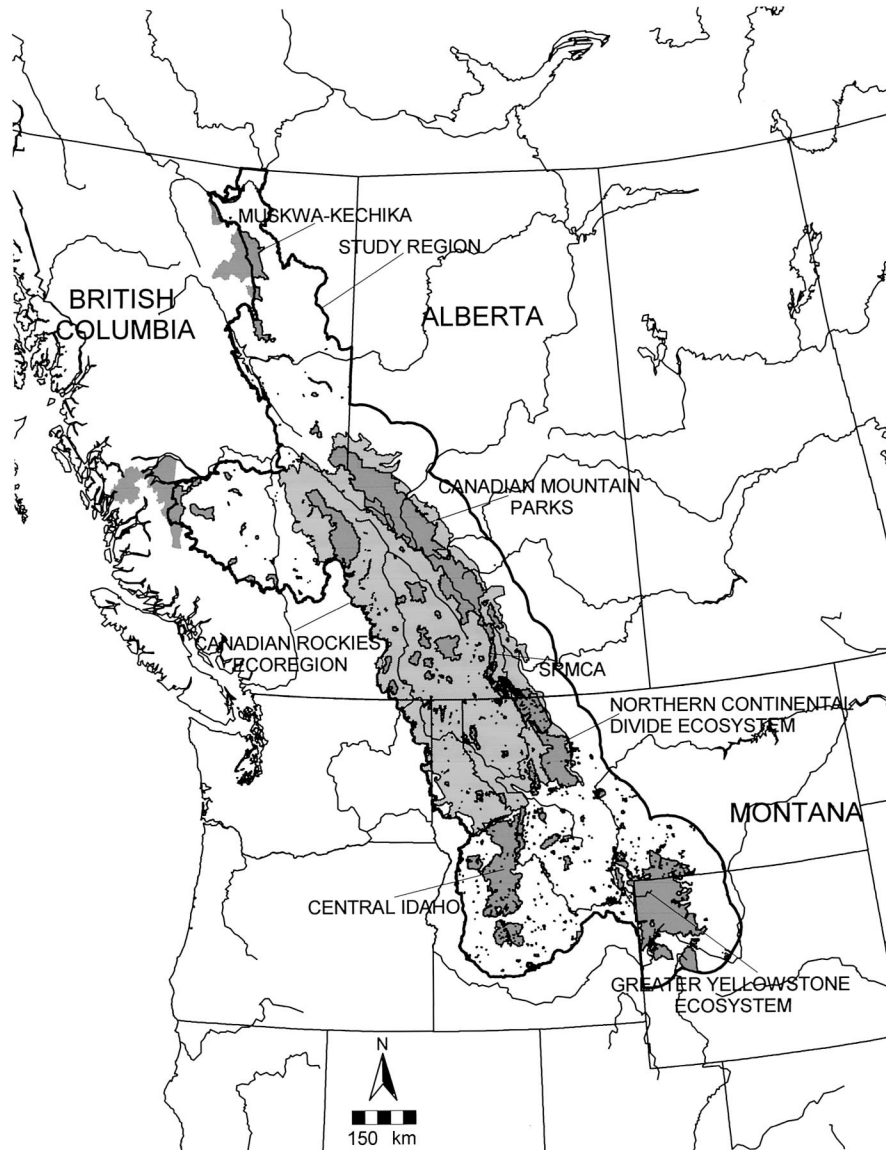 MUSKWA-KECHIKA
STUDY REGION
BRITISH
COLUMBIA
ALBERTA
CANADIAN MOUNTAIN
PARKS
CANADIAN ROCKIES
ECOREGION
SRMCA
NORTHERN CONTINENTAL
DIVIDE ECOSYSTEM
MONTANA
CENTRAL IDAHO
GREATER YELLOWSTONE
ECOSYSTEM
N
150 km